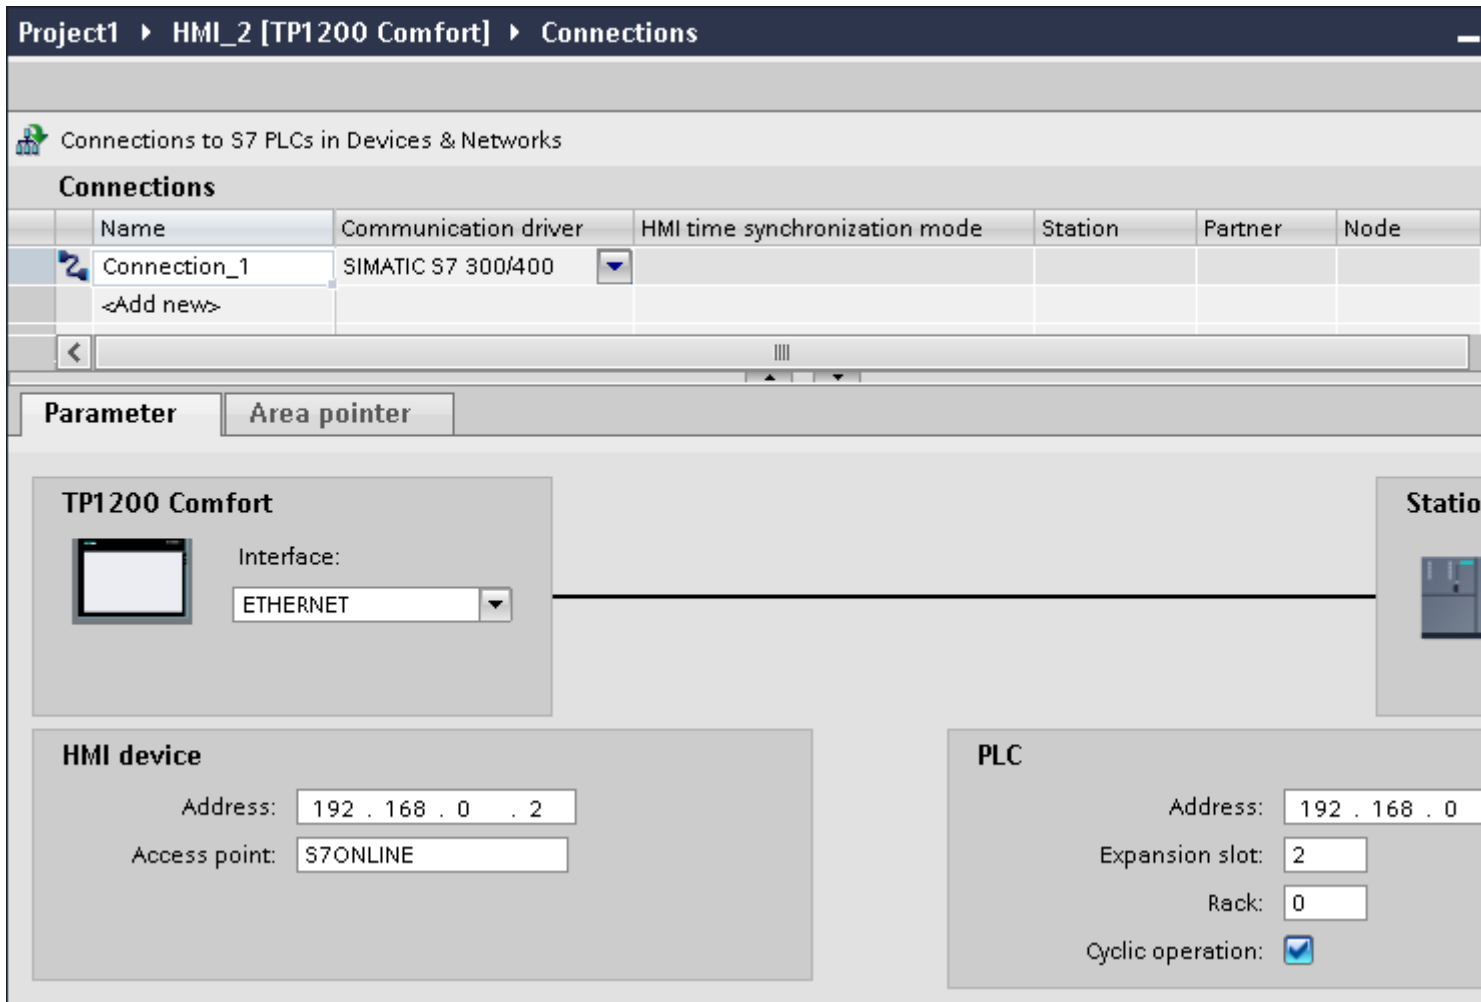 Project1 ▸ HMI_2 [TP1200 Comfort] ▸ Connections
Connections to S7 PLCs in Devices & Networks
Connections
Name Communication driver HMI time synchronization mode Station Partner Node
Connection_1 SIMATIC S7 300/400
<Add new>
Parameter Area pointer
TP1200 Comfort
Interface:
ETHERNET
Statio
HMI device
Address: 192 . 168 . 0 . 2
Access point: S7ONLINE
PLC
Address: 192 . 168 . 0
Expansion slot: 2
Rack: 0
Cyclic operation: